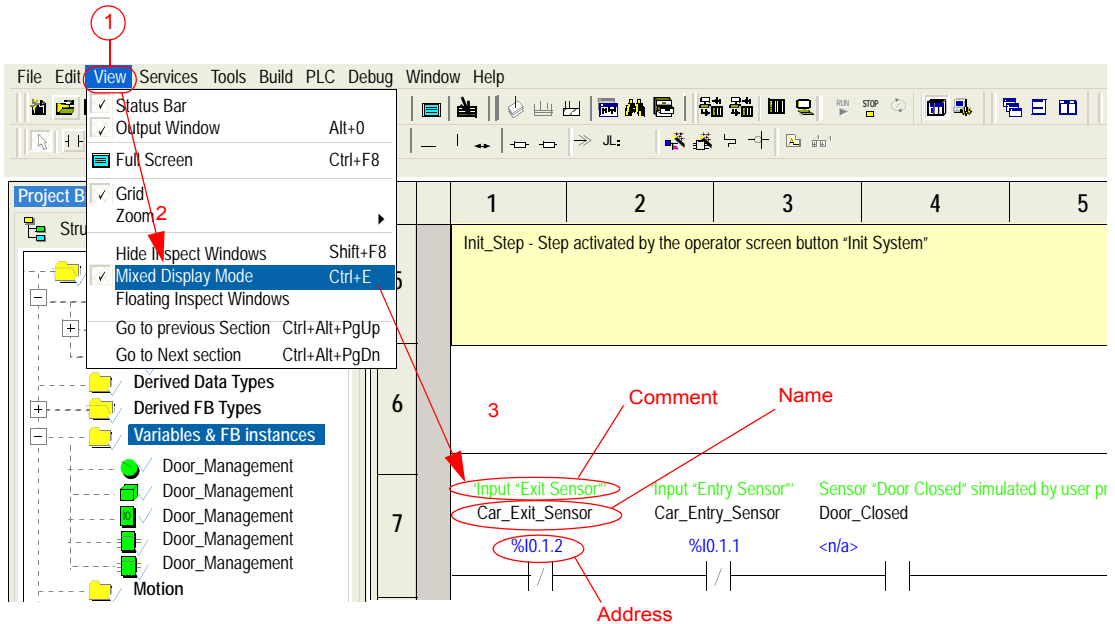 1
File Edit View Services Tools Build PLC Debug Window Help
Status Bar
Output Window Alt+0
RUN STOP
Full Screen Ctrl+F8
Project B
Grid
Zoom 2
Stru
1 2 3 4 5
Init_Step - Step activated by the operator screen button “Init System”
Hide Inspect Windows Shift+F8
Mixed Display Mode Ctrl+E
5
Floating Inspect Windows
Go to previous Section Ctrl+Alt+PgUp
Go to Next section Ctrl+Alt+PgDn
Derived Data Types
Derived FB Types
6
3
Comment
Name
Variables & FB instances
Door_Management
Door_Management
Door_Management
Door_Management
Door_Management
Motion
7
'Input “Exit Sensor”' 'Input “Entry Sensor”' Sensor “Door Closed” simulated by user pr
Car_Exit_Sensor Car_Entry_Sensor Door_Closed
%I0.1.2 %I0.1.1 <n/a>
Address